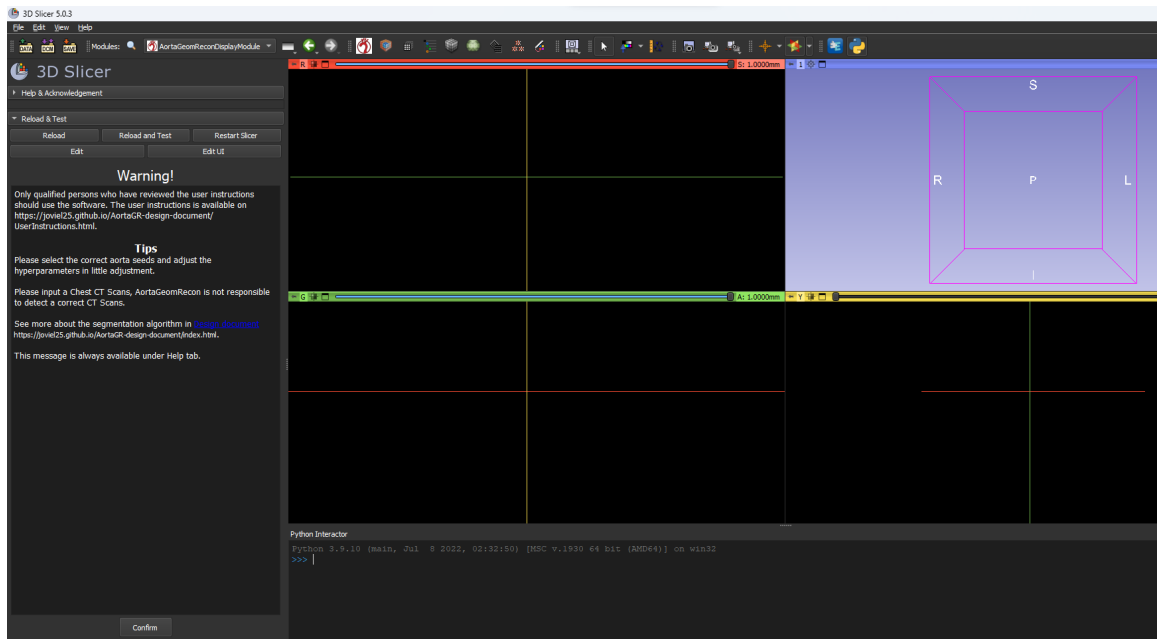 3D Slicer 5.0.3
File Edit View Help
DATA DCM SAVE Modules: AortaGeomReconDisplayModule
3D Slicer
Help & Acknowledgement
Reload & Test
Reload Reload and Test Restart Slicer
Edit Edit UI
Warning!
Only qualified persons who have reviewed the user instructions
should use the software. The user instructions is available on
https://joviel25.github.io/AortaGR-design-document/
UserInstructions.html.
Tips
Please select the correct aorta seeds and adjust the
hyperparameters in little adjustment.
Please input a Chest CT Scans, AortaGeomRecon is not responsible
to detect a correct CT Scans.
See more about the segmentation algorithm in
https://joviel25.github.io/AortaGR-design-document/index.html.
This message is always available under Help tab.
Confirm
R S: 1.0000mm
1
S
R P L
I
G A: 1.0000mm
Y
Python Interactor
Python 3.9.10 (main, Jul 8 2022, 02:32:50) [MSC v.1930 64 bit (AMD64)] on win32
>>>